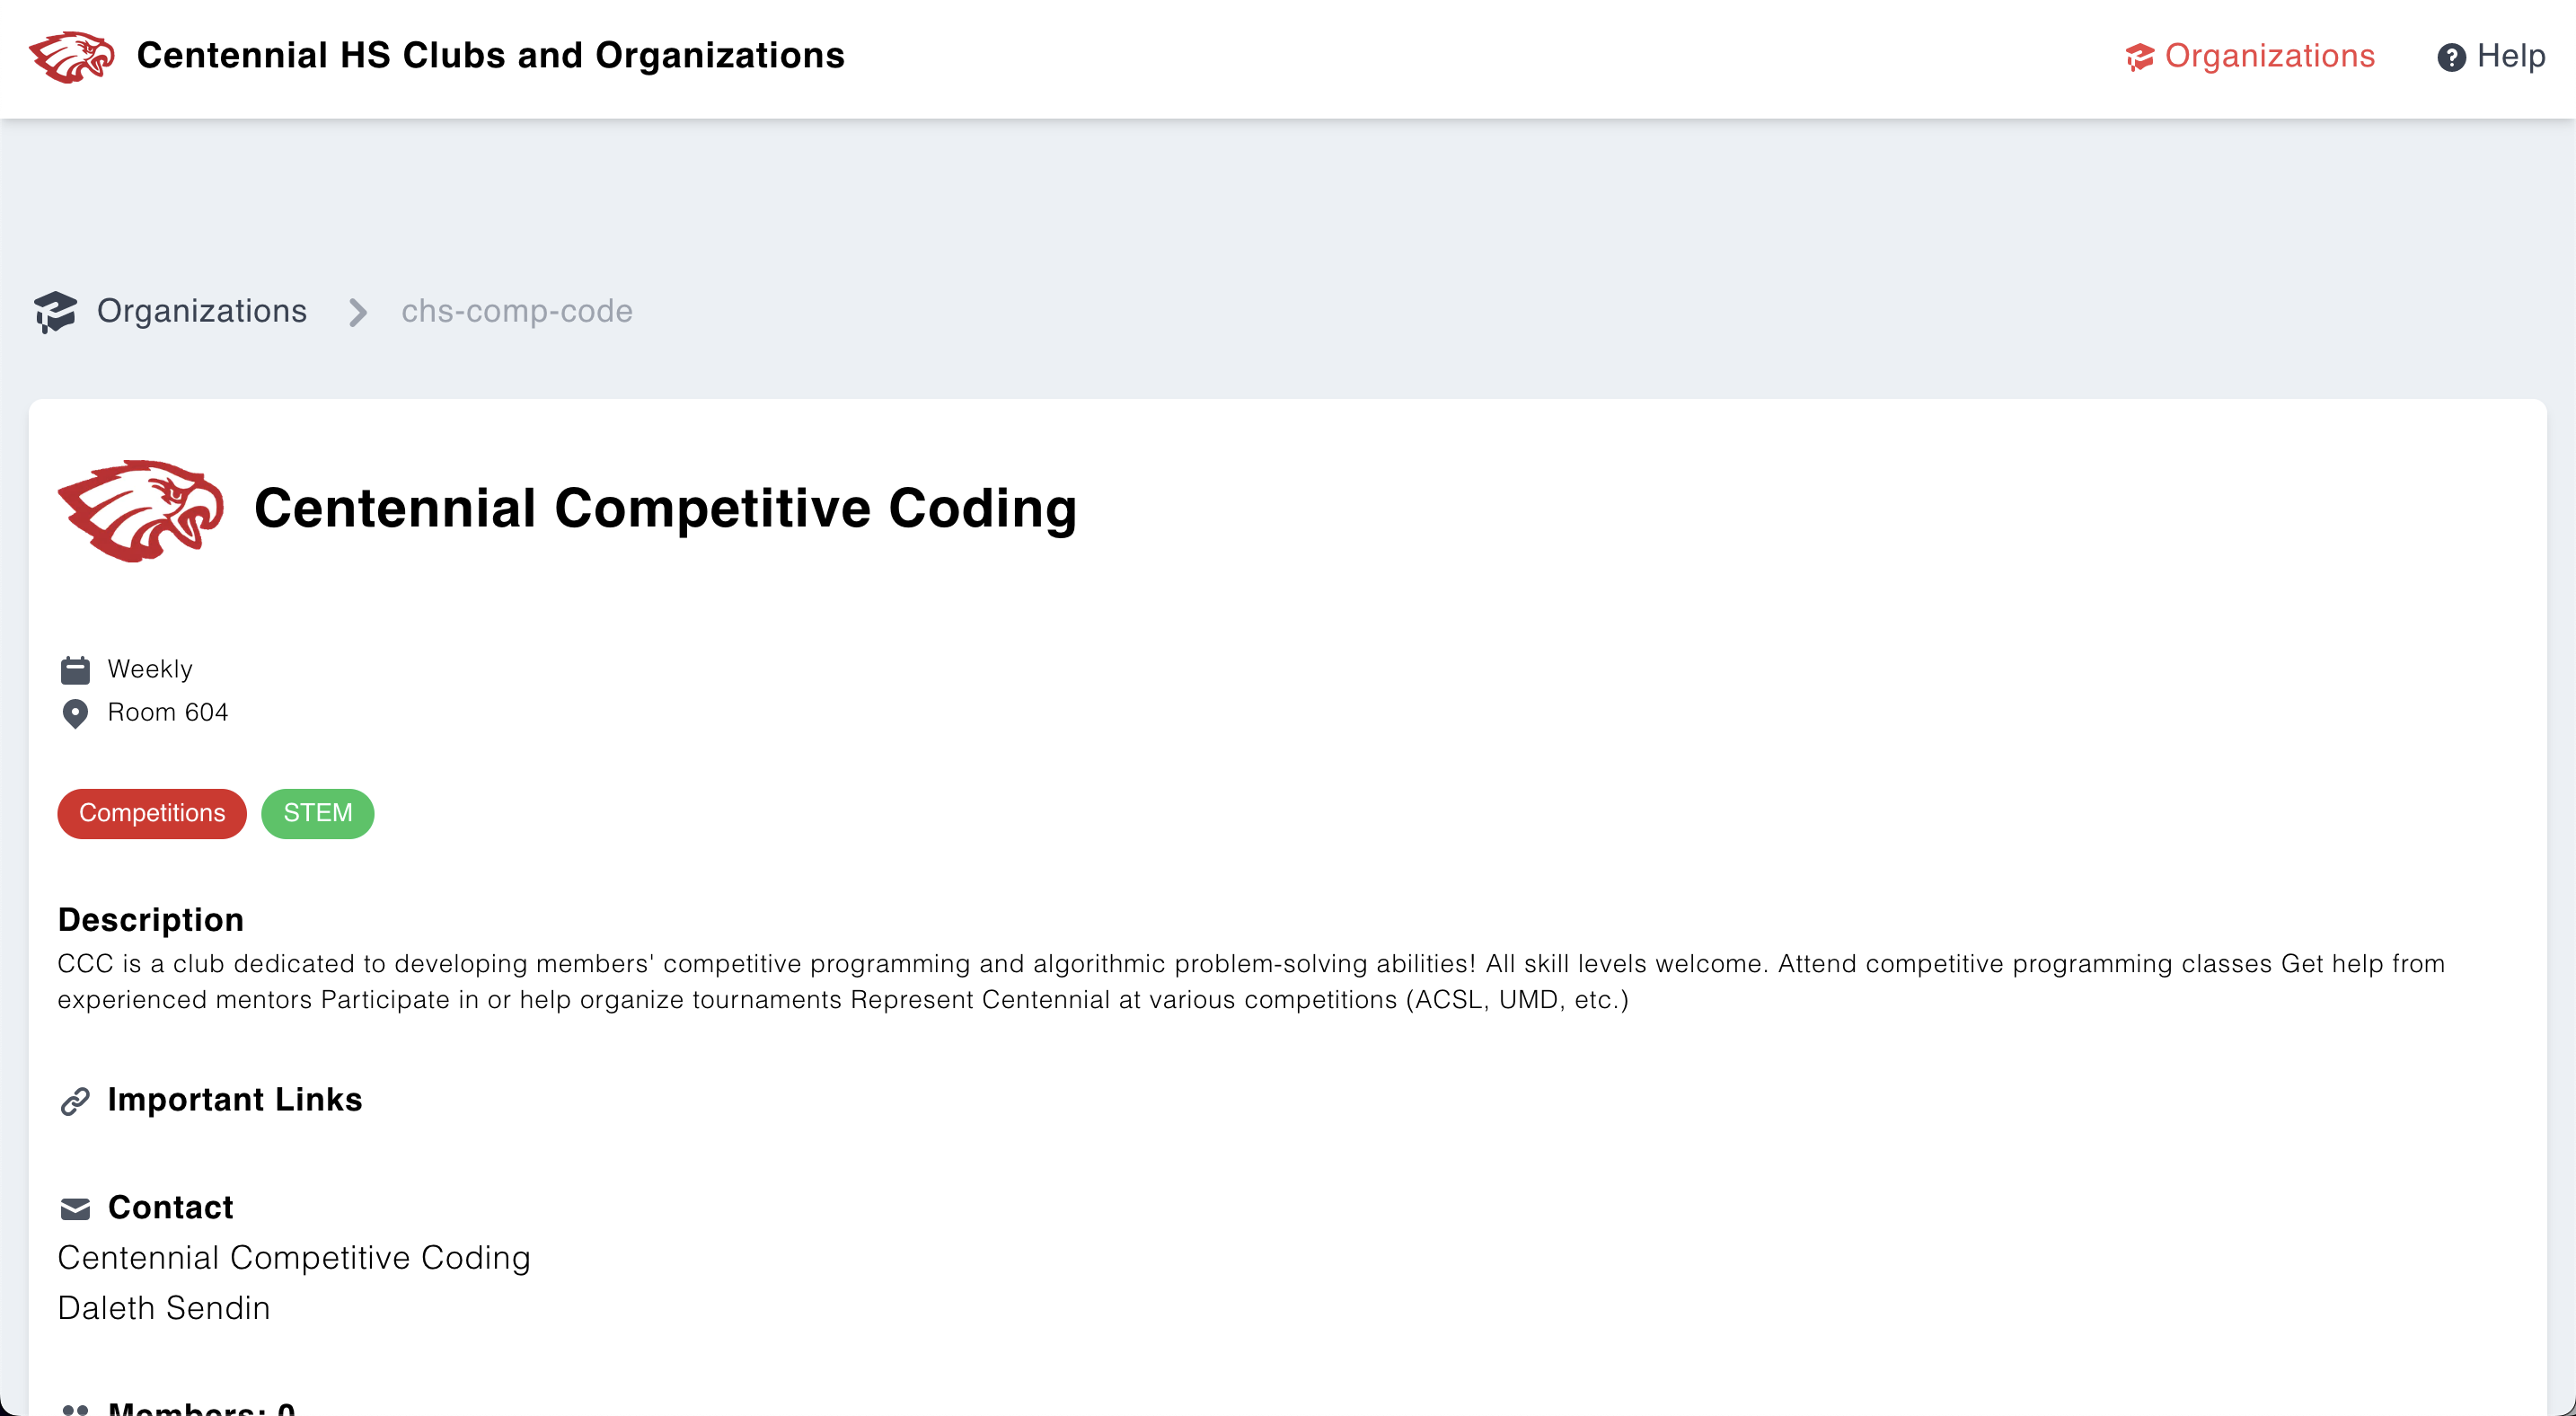 Centennial HS Clubs and Organizations
Organizations
Help
Organizations
chs-comp-code
Centennial Competitive Coding
Weekly
Room 604
Competitions
STEM
Description
CCC is a club dedicated to developing members' competitive programming and algorithmic problem-solving abilities! All skill levels welcome. Attend competitive programming classes Get help from
experienced mentors Participate in or help organize tournaments Represent Centennial at various competitions (ACSL, UMD, etc.)
Important Links
Contact
Centennial Competitive Coding
Daleth Sendin
Members: 0